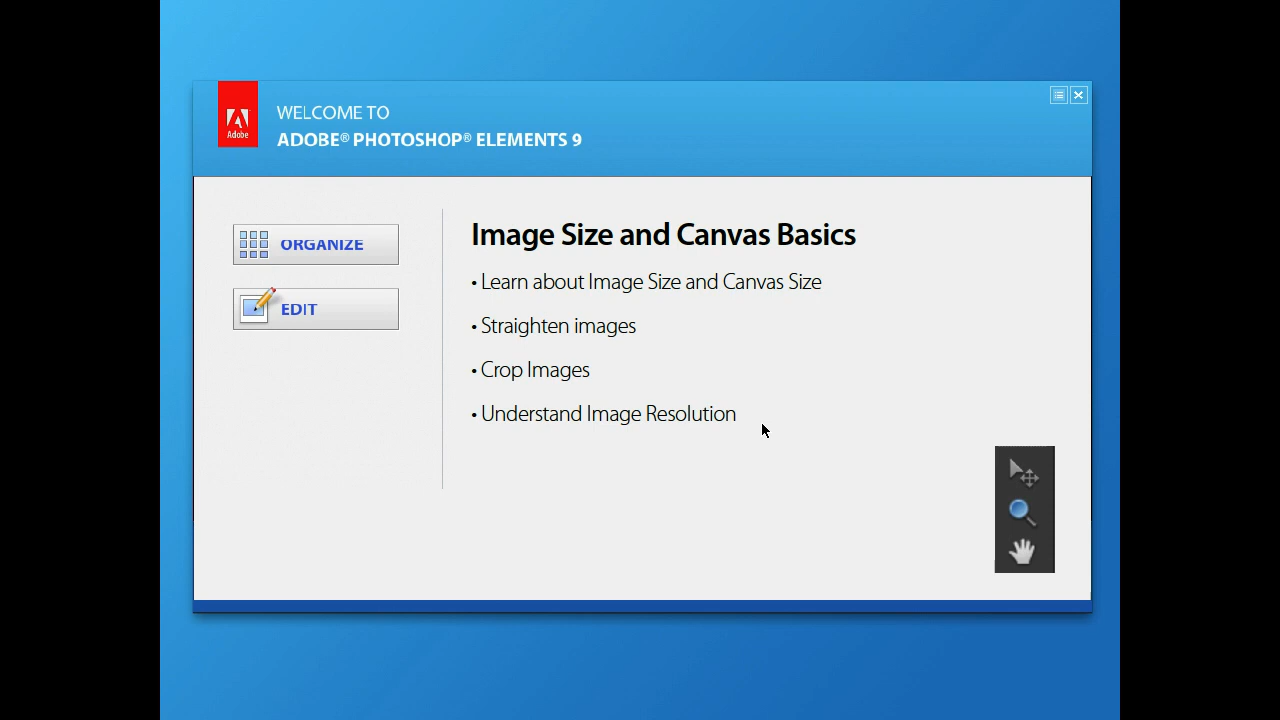 Adobe
WELCOME TO
ADOBE® PHOTOSHOP® ELEMENTS 9
ORGANIZE
EDIT
Image Size and Canvas Basics
• Learn about Image Size and Canvas Size
• Straighten images
• Crop Images
• Understand Image Resolution